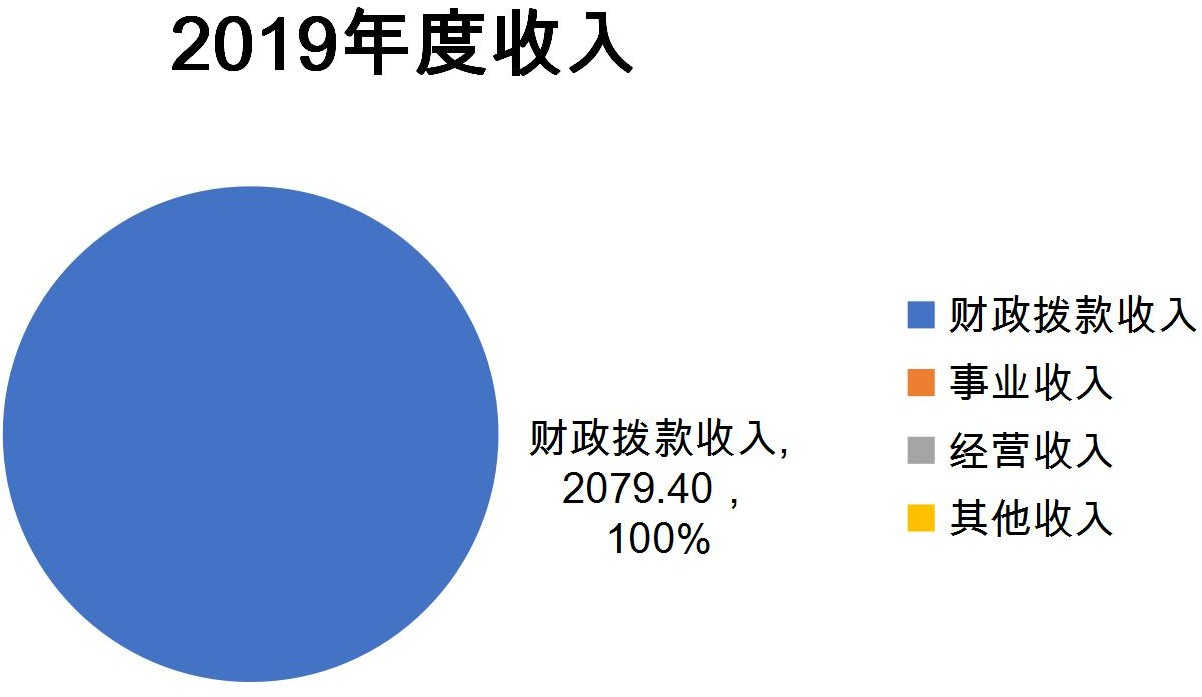 2019年度收入
财政拨款收入,
2079.40 ,
100%
财政拨款收入
事业收入
经营收入
其他收入